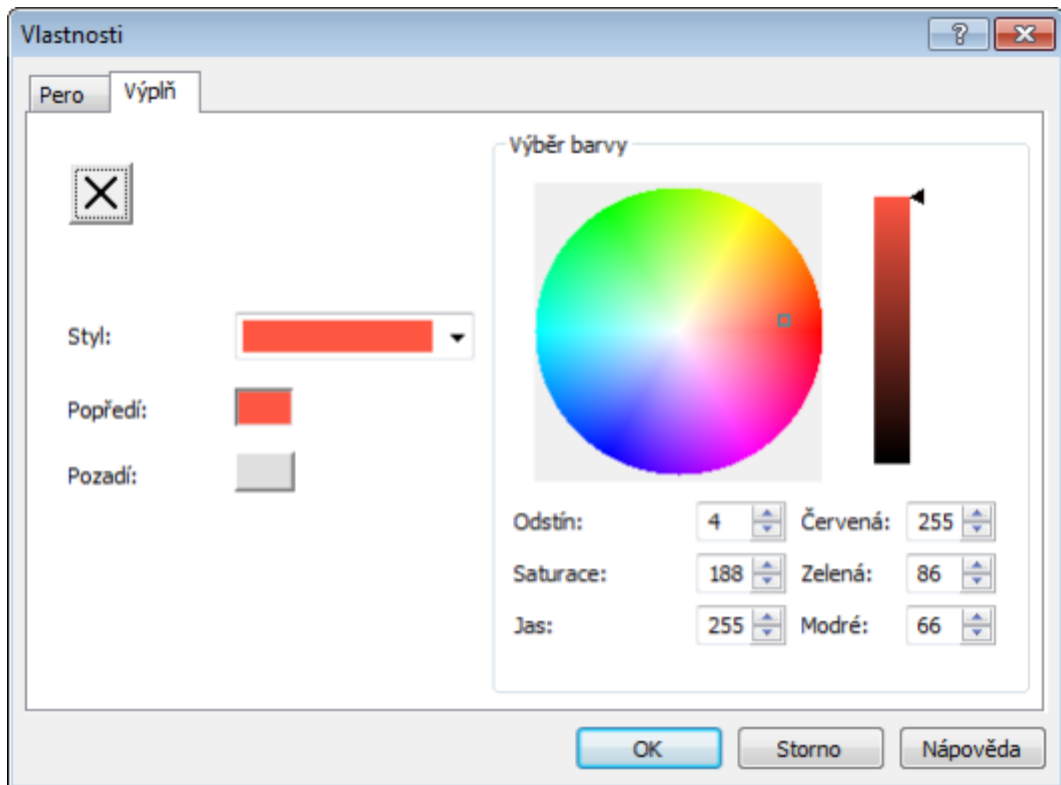 Vlastnosti
Pero Výplň
Výběr barvy
Styl:
Popředí:
Pozadí:
Odstín: 4 Červená: 255
Saturace: 188 Zelená: 86
Jas: 255 Modré: 66
OK Storno Nápověda